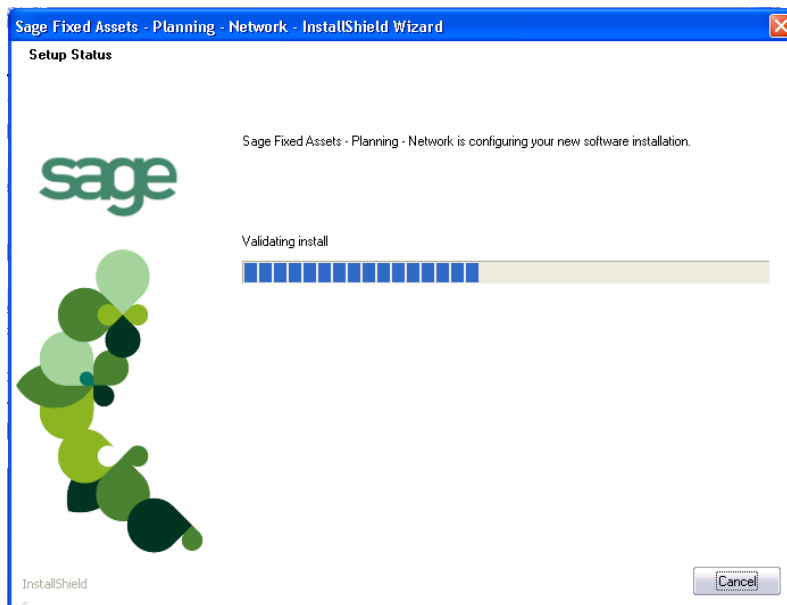 Sage Fixed Assets - Planning - Network - InstallShield Wizard
Setup Status
Sage Fixed Assets - Planning - Network is configuring your new software installation.
sage
Validating install
InstallShield
Cancel